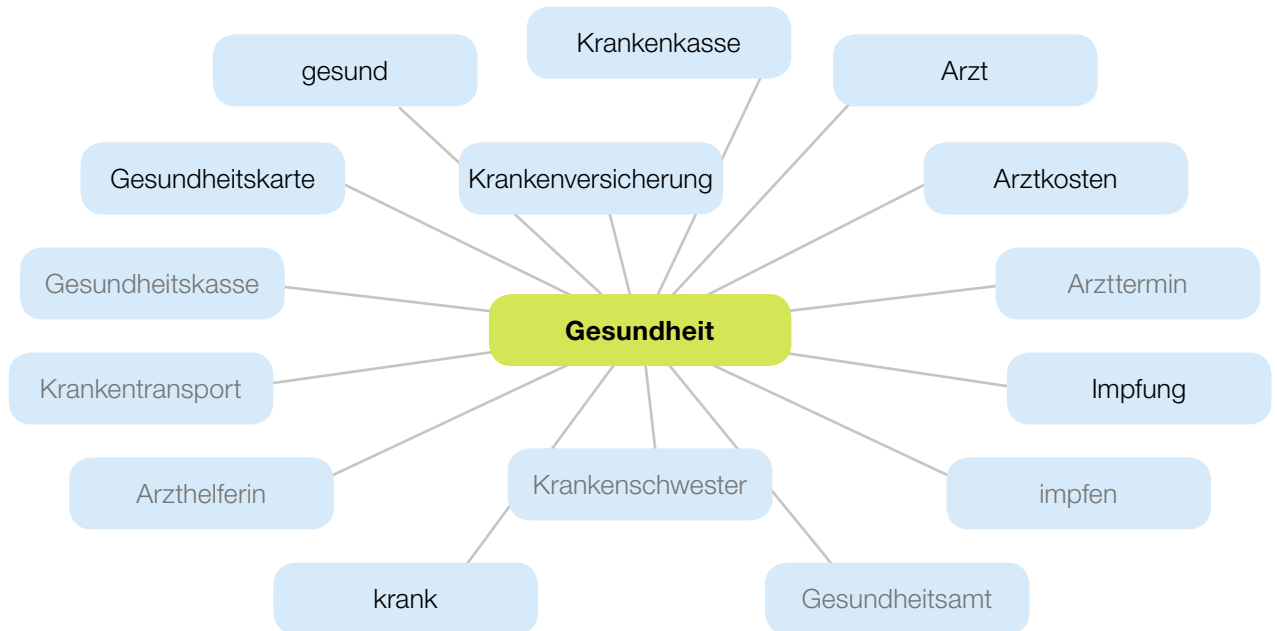 Krankenkasse
gesund
Arzt
Gesundheitskarte
Krankenversicherung
Arztkosten
Gesundheitskasse
Arzttermin
Gesundheit
Krankentransport
Impfung
Arzthelferin
Krankenschwester
impfen
krank
Gesundheitsamt